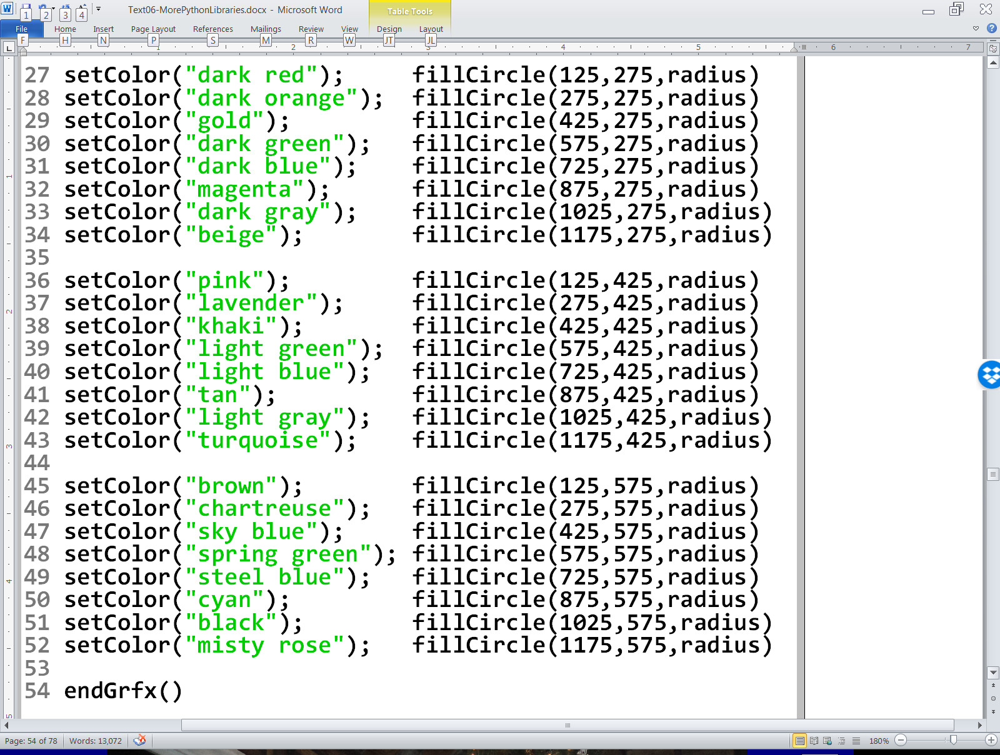 Text06-MorePythonLibraries.docx - Microsoft Word
Table Tools
1 2 3 4
File Home Insert Page Layout References Mailings Review View Design Layout
F H N P S M R W JT JL
1 2 3 4 5 6 7
27 setColor("dark red");     fillCircle(125,275,radius)
28 setColor("dark orange");  fillCircle(275,275,radius)
29 setColor("gold");         fillCircle(425,275,radius)
30 setColor("dark green");   fillCircle(575,275,radius)
31 setColor("dark blue");    fillCircle(725,275,radius)
32 setColor("magenta");      fillCircle(875,275,radius)
33 setColor("dark gray");    fillCircle(1025,275,radius)
34 setColor("beige");        fillCircle(1175,275,radius)
35
36 setColor("pink");         fillCircle(125,425,radius)
37 setColor("lavender");     fillCircle(275,425,radius)
38 setColor("khaki");        fillCircle(425,425,radius)
39 setColor("light green");  fillCircle(575,425,radius)
40 setColor("light blue");   fillCircle(725,425,radius)
41 setColor("tan");          fillCircle(875,425,radius)
42 setColor("light gray");   fillCircle(1025,425,radius)
43 setColor("turquoise");    fillCircle(1175,425,radius)
44
45 setColor("brown");        fillCircle(125,575,radius)
46 setColor("chartreuse");   fillCircle(275,575,radius)
47 setColor("sky blue");     fillCircle(425,575,radius)
48 setColor("spring green"); fillCircle(575,575,radius)
49 setColor("steel blue");   fillCircle(725,575,radius)
50 setColor("cyan");         fillCircle(875,575,radius)
51 setColor("black");        fillCircle(1025,575,radius)
52 setColor("misty rose");   fillCircle(1175,575,radius)
53
54 endGrfx()
Page: 54 of 78 Words: 13,072 180%